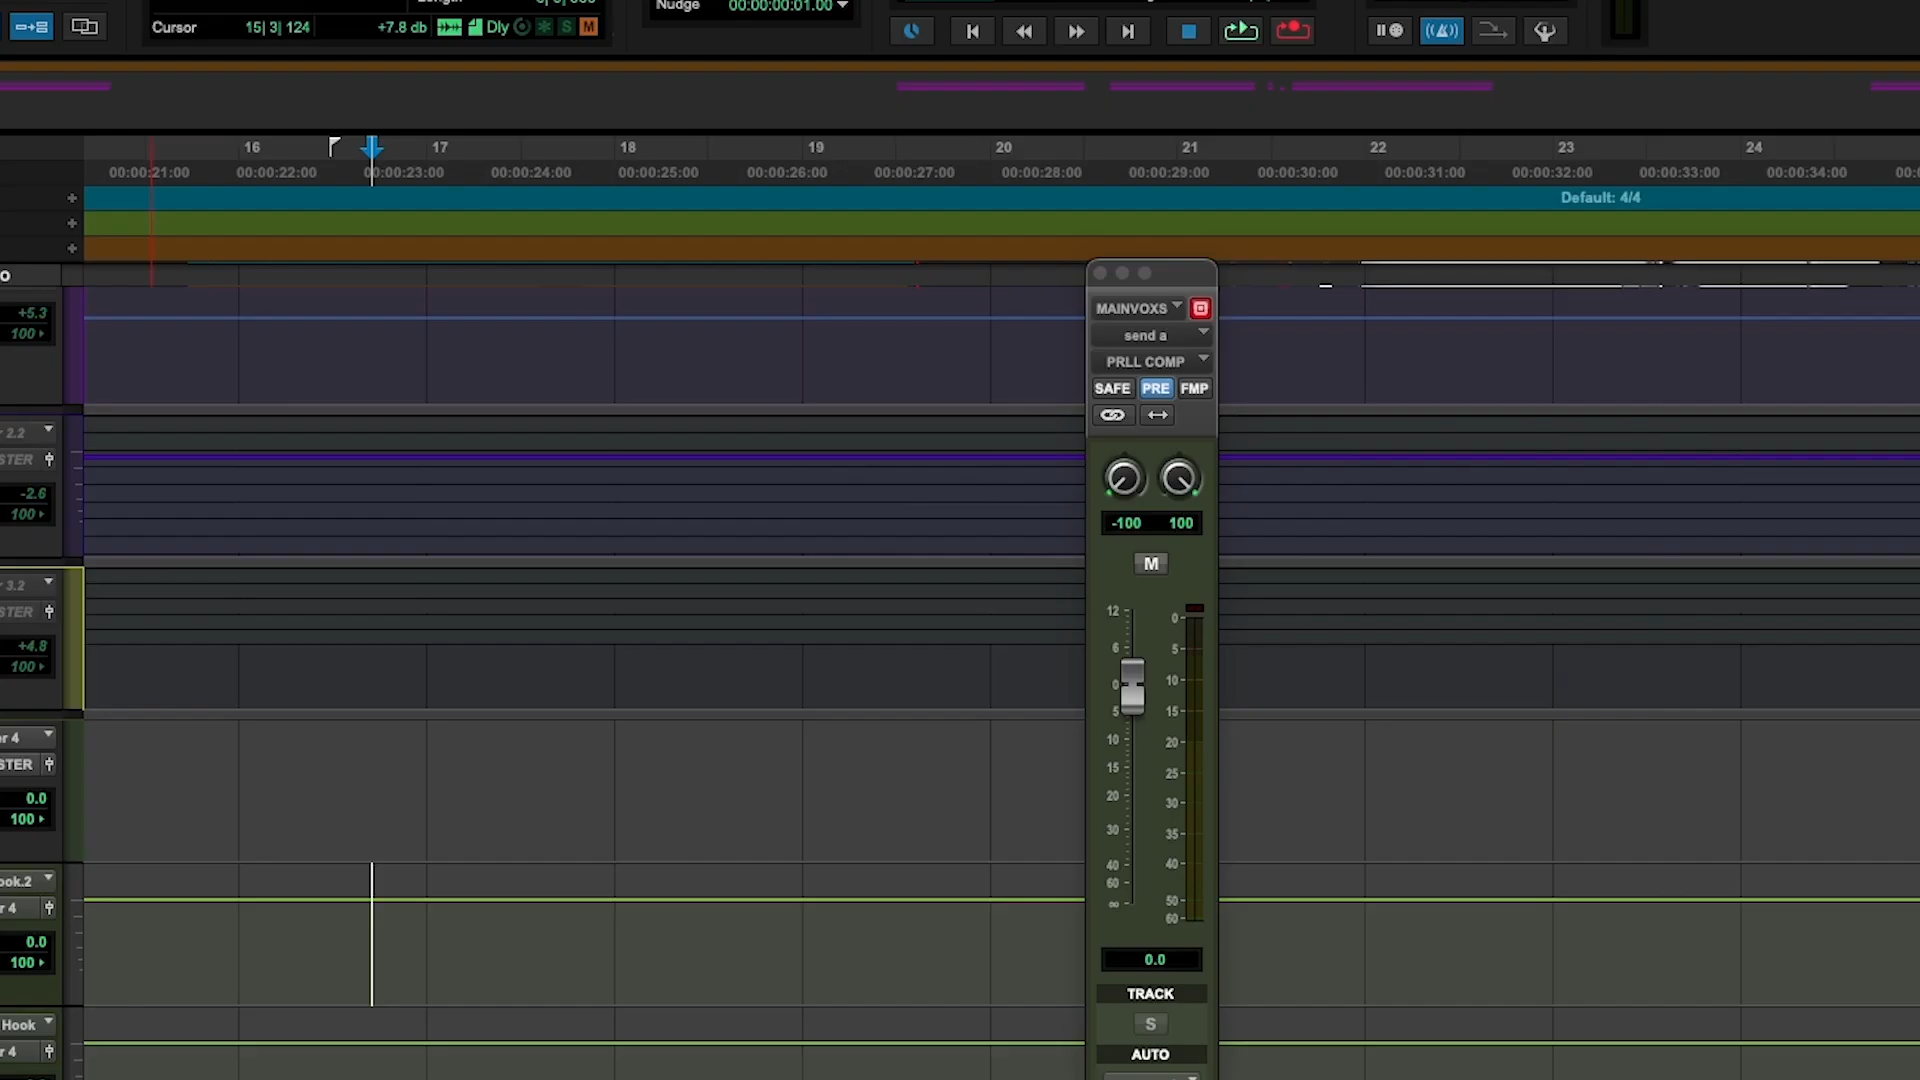 Nudge 00:00:00:01.00
Cursor 15| 3| 124 +7.8 db Dly S M
16 17 18 19 20 21 22 23 24
00:00:21:00 00:00:22:00 00:00:23:00 00:00:24:00 00:00:25:00 00:00:26:00 00:00:27:00 00:00:28:00 00:00:29:00 00:00:30:00 00:00:31:00 00:00:32:00 00:00:33:00 00:00:34:00
Default: 4/4
O
+5.3
100
r 2.2
STER
-2.6
100
r 3.2
STER
+4.8
100
er 4
STER
0.0
100
ook.2
r 4
0.0
100
Hook
r 4
MAINVOXS
send a
PRLL COMP
SAFE PRE FMP
-100 100
M
12
6
0
5
10
15
20
30
40
60
∞
0
5
10
15
20
25
30
35
40
50
60
0.0
TRACK
S
AUTO